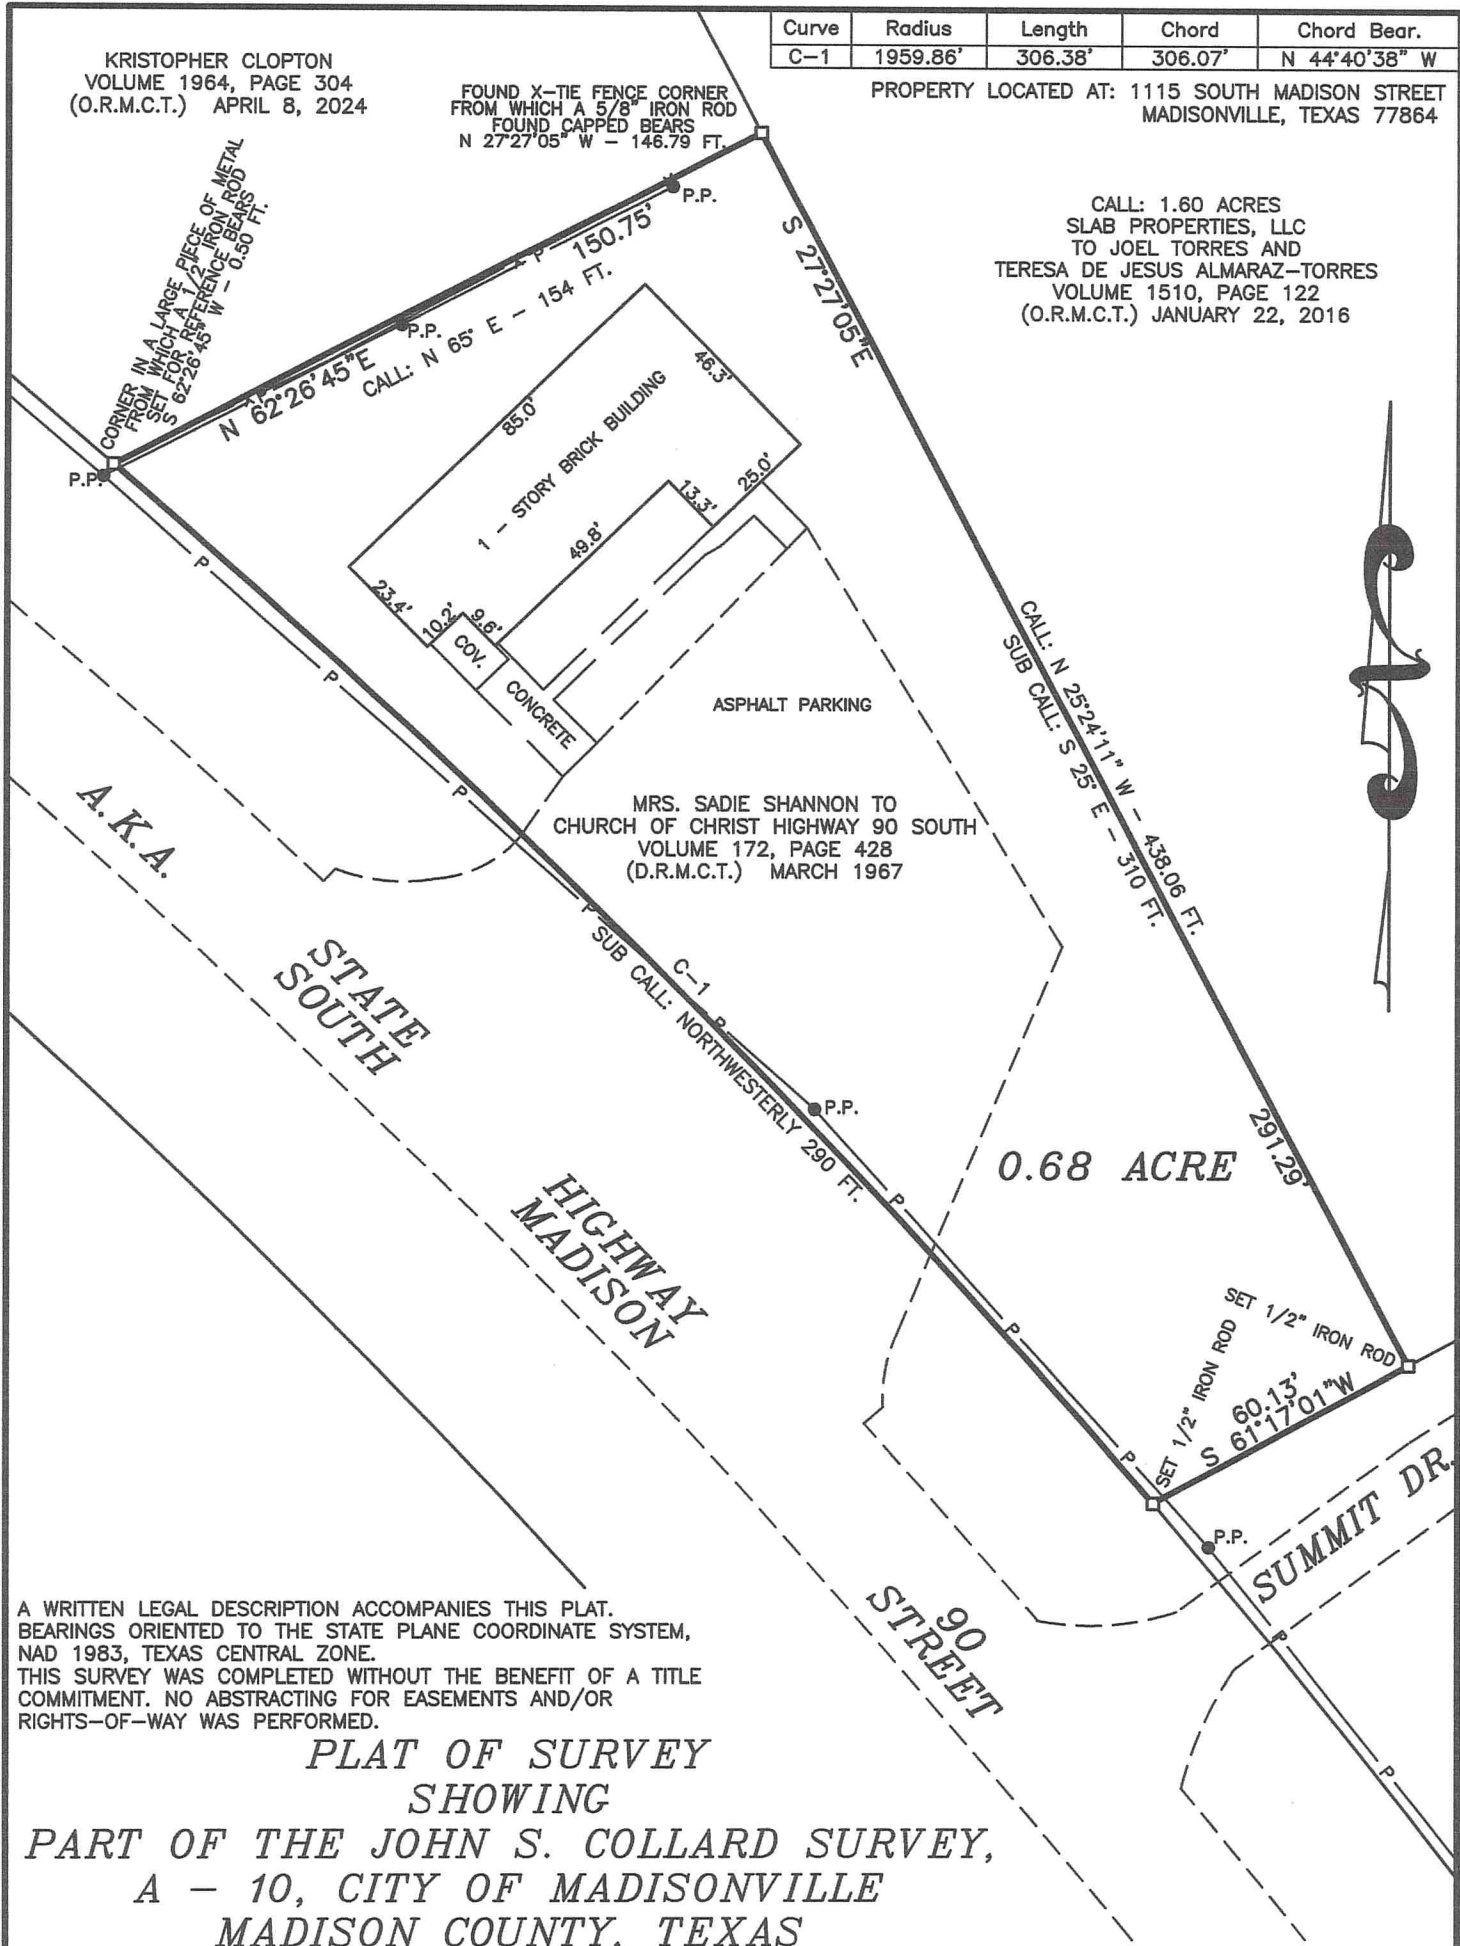 Curve Radius Length Chord Chord Bear.
C-1 1959.86' 306.38' 306.07' N 44°40'38" W
PROPERTY LOCATED AT: 1115 SOUTH MADISON STREET
MADISONVILLE, TEXAS 77864
KRISTOPHER CLOPTON
VOLUME 1964, PAGE 304
(O.R.M.C.T.) APRIL 8, 2024
FOUND X-TIE FENCE CORNER
FROM WHICH A 5/8" IRON ROD
FOUND CAPPED BEARS
N 27°27'05" W - 146.79 FT.
CORNER IN A LARGE PIECE OF METAL
FROM WHICH A 1/2" IRON ROD
SET FOR REFERENCE BEARS
S 62°26'45" W - 0.50 FT.
CALL: 1.60 ACRES
SLAB PROPERTIES, LLC
TO JOEL TORRES AND
TERESA DE JESUS ALMARAZ-TORRES
VOLUME 1510, PAGE 122
(O.R.M.C.T.) JANUARY 22, 2016
P.P.
P
150.75'
P.P.
P
N 62°26'45"E
CALL: N 65° E - 154 FT.
P.P.
S 27°27'05"E
46.3'
85.0'
1 - STORY BRICK BUILDING
25.0'
13.3'
49.8'
23.4'
10.2'
9.6'
COV.
CONCRETE
ASPHALT PARKING
P
P
P
P
MRS. SADIE SHANNON TO
CHURCH OF CHRIST HIGHWAY 90 SOUTH
VOLUME 172, PAGE 428
(D.R.M.C.T.) MARCH 1967
CALL: N 25°24'11" W - 438.06 FT.
SUB CALL: S 25° E - 310 FT.
A.K.A.
STATE
SOUTH
C-1
SUB CALL: NORTHWESTERLY 290 FT.
P
P.P.
P
0.68 ACRE
291.29'
HIGHWAY
MADISON
P
P
SET 1/2" IRON ROD
SET 1/2" IRON ROD
60.13'
S 61°17'01"W
P.P.
SUMMIT DR.
90
STREET
P
P
A WRITTEN LEGAL DESCRIPTION ACCOMPANIES THIS PLAT.
BEARINGS ORIENTED TO THE STATE PLANE COORDINATE SYSTEM,
NAD 1983, TEXAS CENTRAL ZONE.
THIS SURVEY WAS COMPLETED WITHOUT THE BENEFIT OF A TITLE
COMMITMENT. NO ABSTRACTING FOR EASEMENTS AND/OR
RIGHTS-OF-WAY WAS PERFORMED.
PLAT OF SURVEY
SHOWING
PART OF THE JOHN S. COLLARD SURVEY,
A - 10, CITY OF MADISONVILLE
MADISON COUNTY, TEXAS